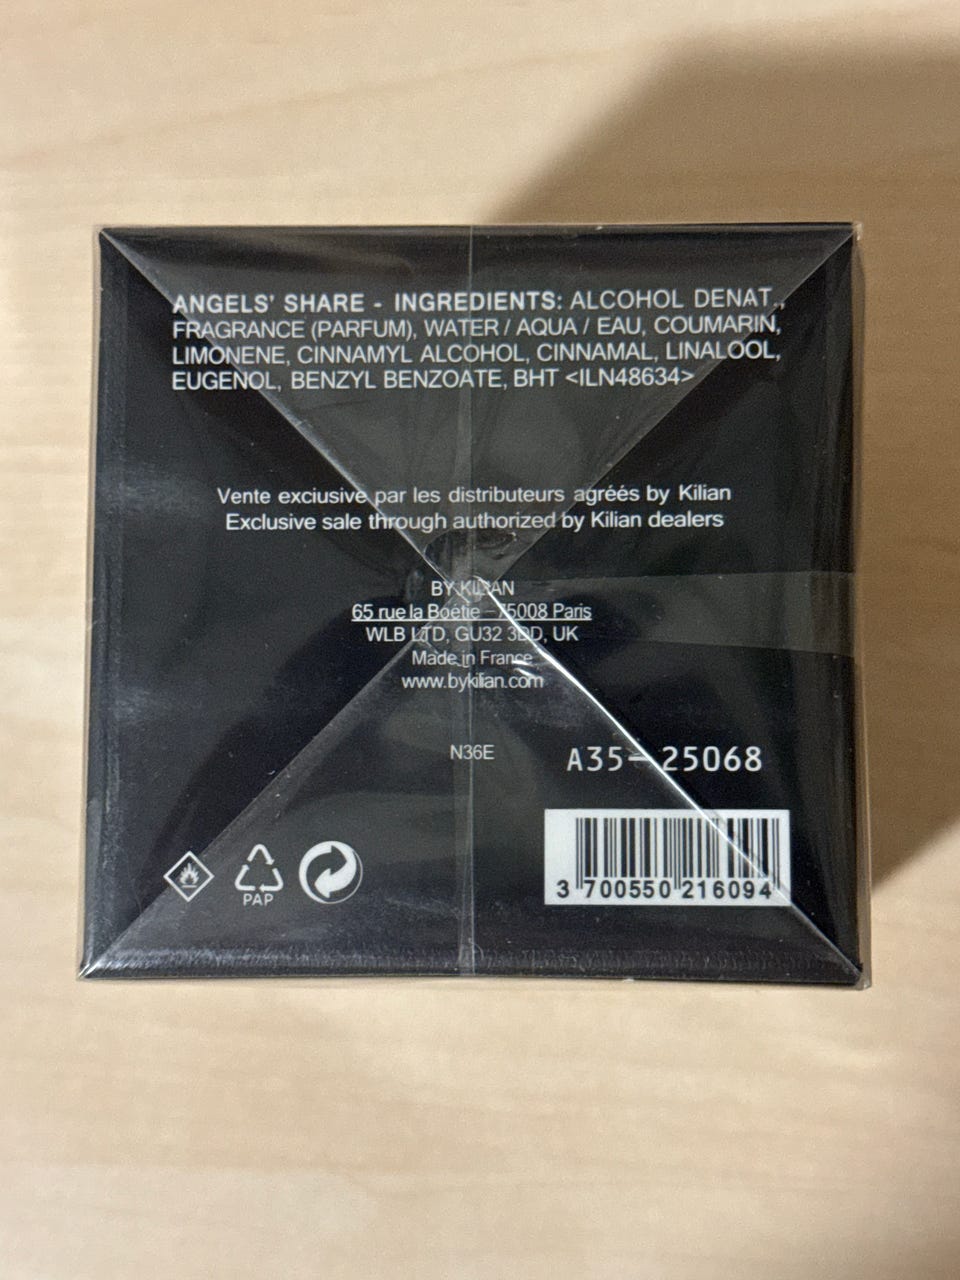 ANGELS' SHARE - INGREDIENTS: ALCOHOL DENAT.,
FRAGRANCE (PARFUM), WATER / AQUA / EAU, COUMARIN,
LIMONENE, CINNAMYL ALCOHOL, CINNAMAL, LINALOOL,
EUGENOL, BENZYL BENZOATE, BHT <ILN48634>
Vente exclusive par les distributeurs agréés by Kilian
Exclusive sale through authorized by Kilian dealers
BY KILIAN
65 rue la Boétie – 75008 Paris
WLB LTD, GU32 3DD, UK
Made in France
www.bykilian.com
N36E
A35- 25068
PAP
3 700550 216094